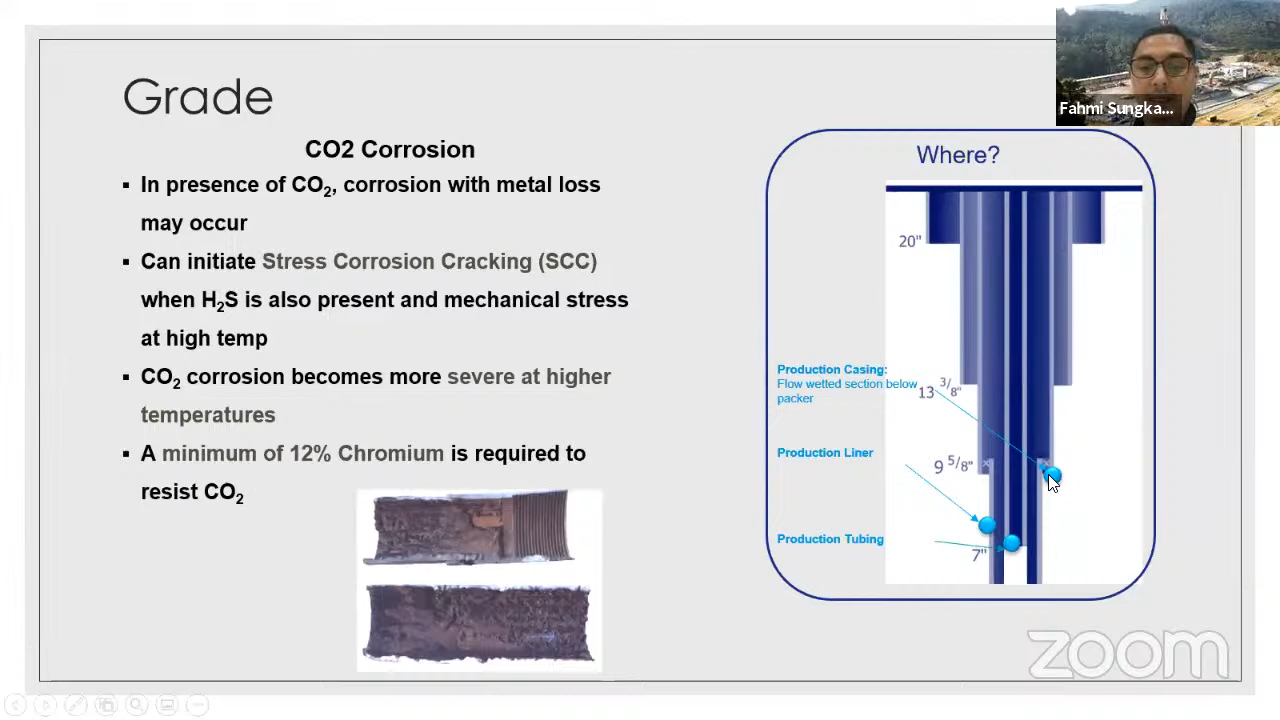 Grade
CO2 Corrosion
▪ In presence of CO₂, corrosion with metal loss
may occur
▪ Can initiate Stress Corrosion Cracking (SCC)
when H₂S is also present and mechanical stress
at high temp
▪ CO₂ corrosion becomes more severe at higher
temperatures
▪ A minimum of 12% Chromium is required to
resist CO₂
Fahmi Sungka...
Where?
20"
Production Casing:
Flow wetted section below
packer
13 3/8"
Production Liner
9 5/8"
Production Tubing
7"
zoom